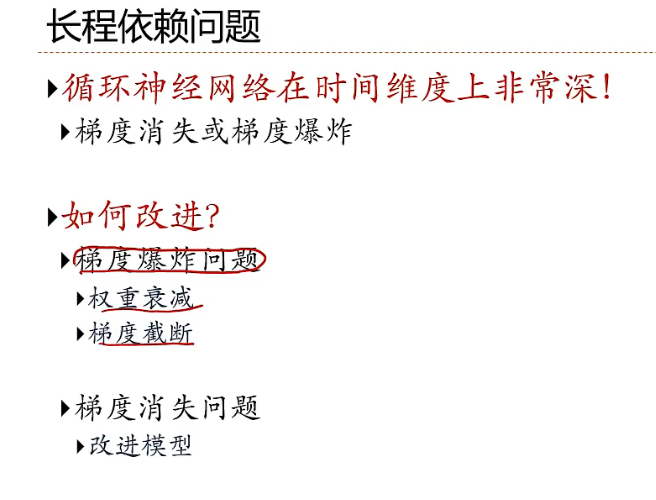 长程依赖问题
循环神经网络在时间维度上非常深!
梯度消失或梯度爆炸
如何改进?
梯度爆炸问题
权重衰减
梯度截断
梯度消失问题
改进模型